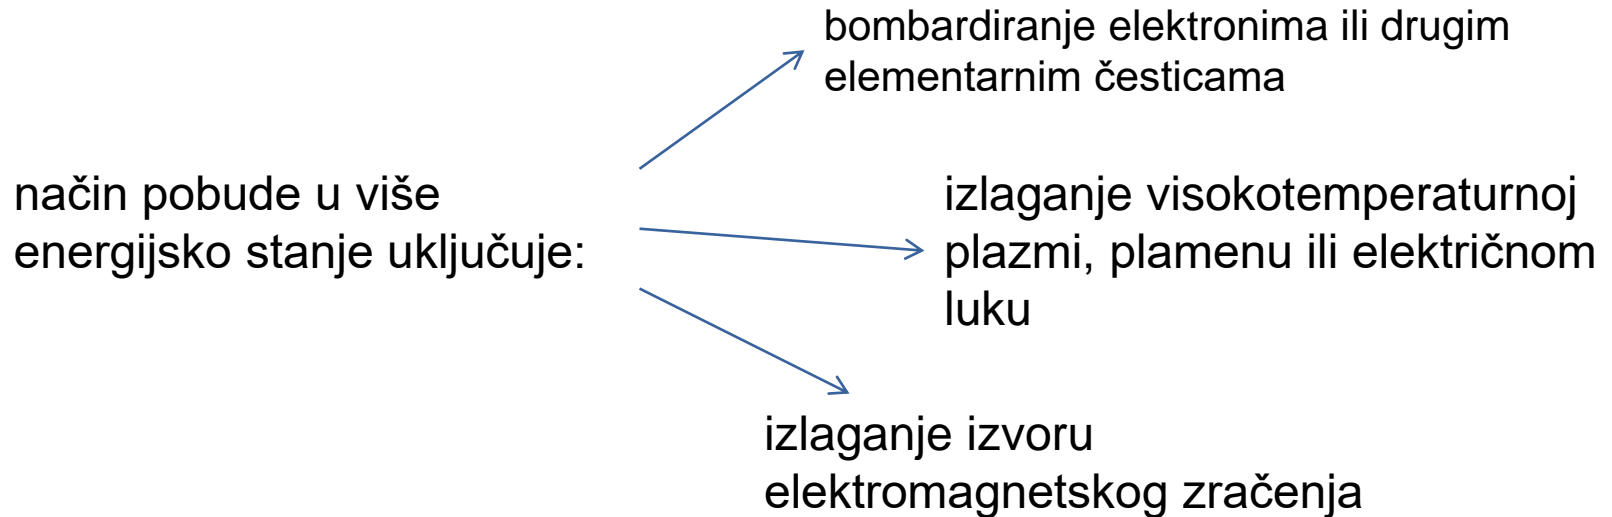 bombardiranje elektronima ili drugim
elementarnim česticama
način pobude u više
energijsko stanje uključuje:
izlaganje visokotemperaturnoj
plazmi, plamenu ili električnom
luku
izlaganje izvoru
elektromagnetskog zračenja